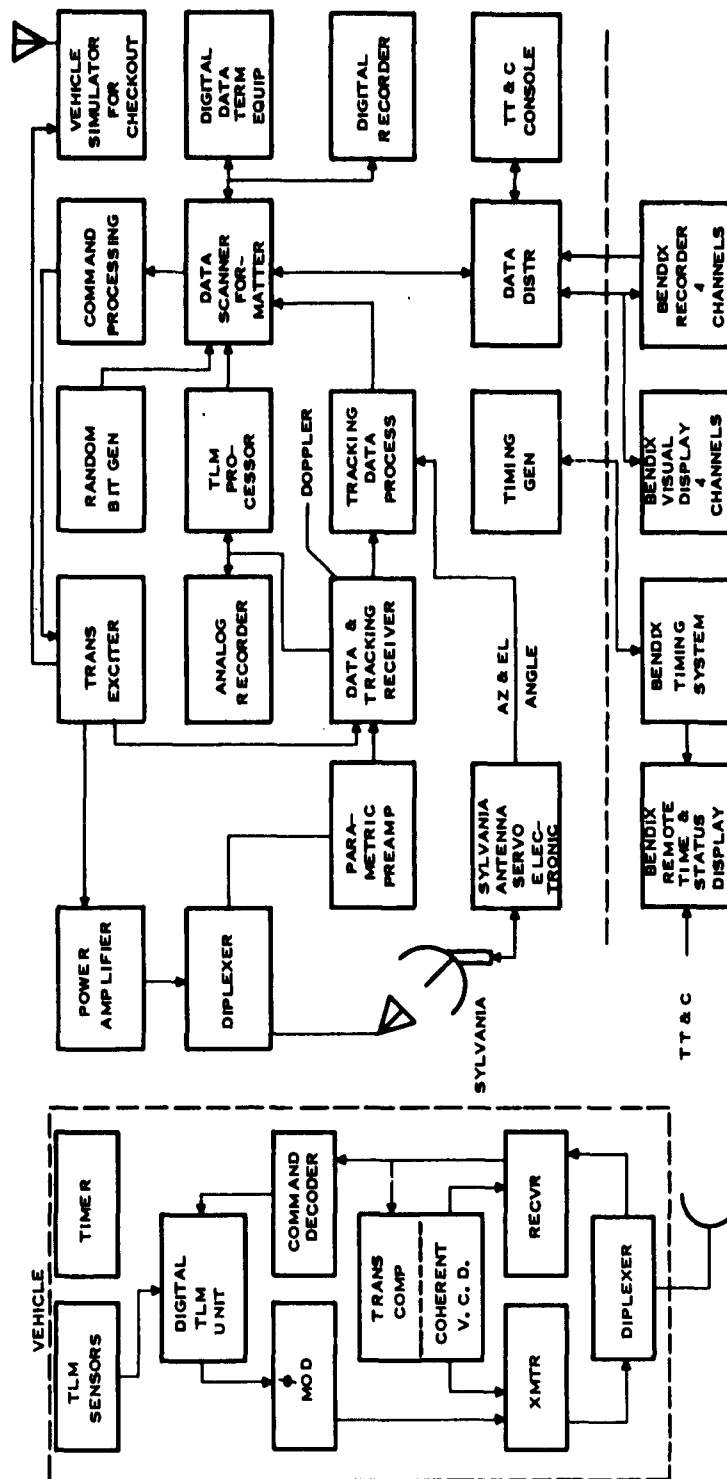 VEHICLE
TLM
SENSORS
TIMER
DIGITAL
TLM
UNIT
ϕ
MOD
COMMAND
DECODER
TRANS
COMP
COHERENT
V. C. D.
XMTR
RECVR
DIPLEXER
POWER
AMPLIFIER
TRANS
EXCITER
RANDOM
BIT GEN
COMMAND
PROCESSING
VEHICLE
SIMULATOR
FOR
CHECKOUT
DIPLEXER
ANALOG
RECORDER
TLM
PRO-
CESSOR
DATA
SCANNER
FOR-
MATTER
DIGITAL
DATA
TERM
EQUIP
DOPPLER
PARA-
METRIC
PREAMP
DATA &
TRACKING
RECEIVER
TRACKING
DATA
PROCESS
DIGITAL
RECORDER
SYLVANIA
SYLVANIA
ANTENNA
SERVO
ELEC-
TRONIC
AZ & EL
ANGLE
TIMING
GEN
DATA
DISTR
TT & C
CONSOLE
TT & C
BENDIX
REMOTE
TIME &
STATUS
DISPLAY
BENDIX
TIMING
SYSTEM
BENDIX
VISUAL
DISPLAY
4
CHANNELS
BENDIX
RECORDER
4
CHANNELS